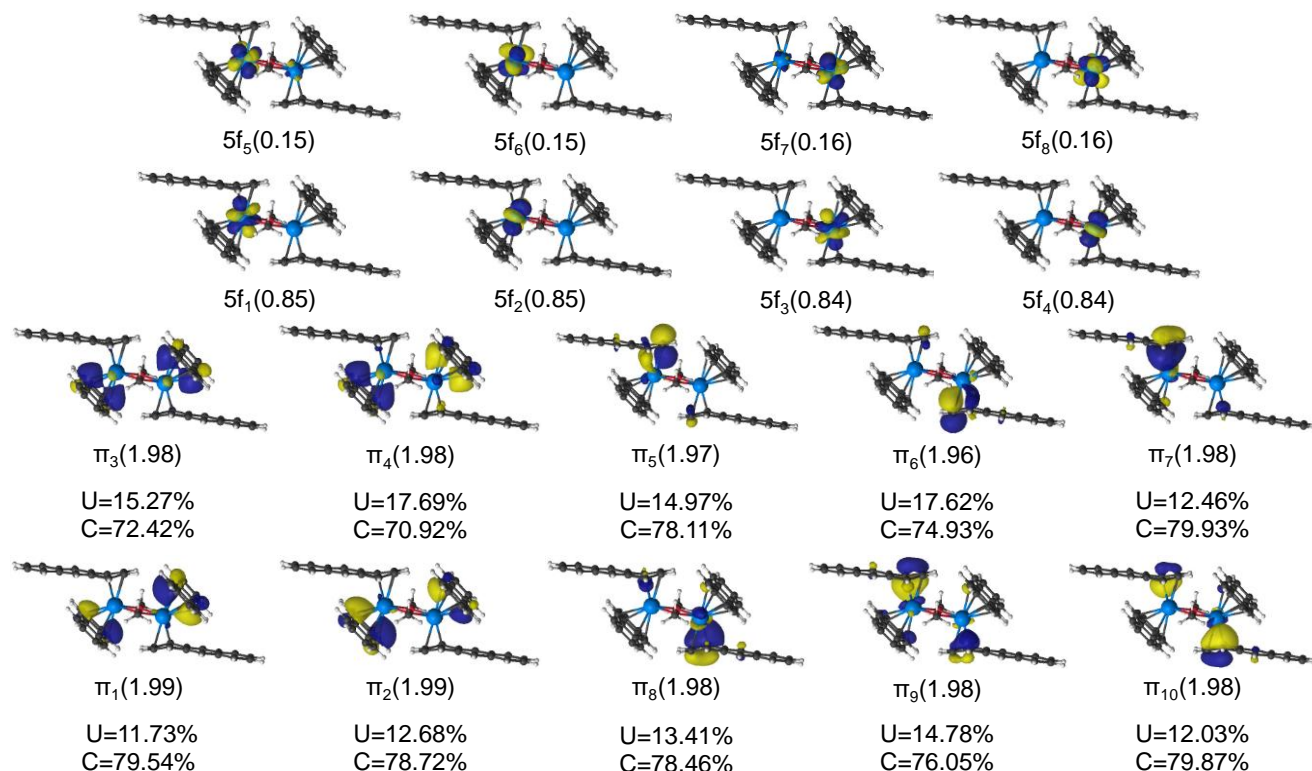 5f₅(0.15) 5f₆(0.15) 5f₇(0.16) 5f₈(0.16)
5f₁(0.85) 5f₂(0.85) 5f₃(0.84) 5f₄(0.84)
π₃(1.98) π₄(1.98) π₅(1.97) π₆(1.96) π₇(1.98)
U=15.27% U=17.69% U=14.97% U=17.62% U=12.46%
C=72.42% C=70.92% C=78.11% C=74.93% C=79.93%
π₁(1.99) π₂(1.99) π₈(1.98) π₉(1.98) π₁₀(1.98)
U=11.73% U=12.68% U=13.41% U=14.78% U=12.03%
C=79.54% C=78.72% C=78.46% C=76.05% C=79.87%